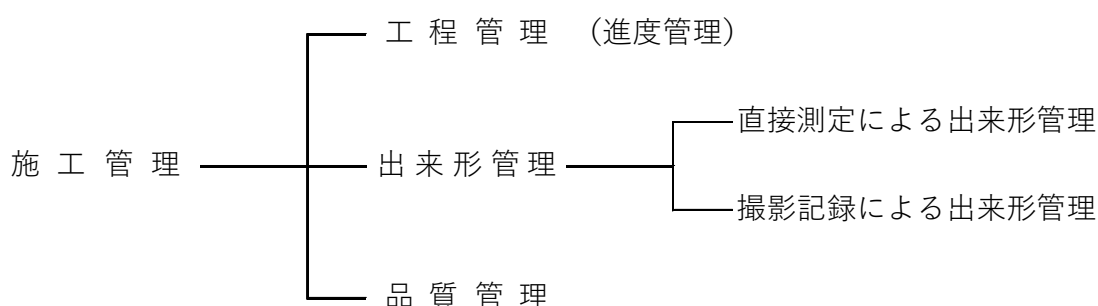 工程管理 （進度管理）
直接測定による出来形管理
施工管理
出来形管理
撮影記録による出来形管理
品質管理